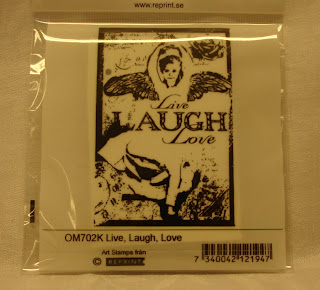 www.reprint.se
Live
LAUGH
Love
OM702K Live, Laugh, Love
Art Stamps från
© REPRINT
7 340042 121947